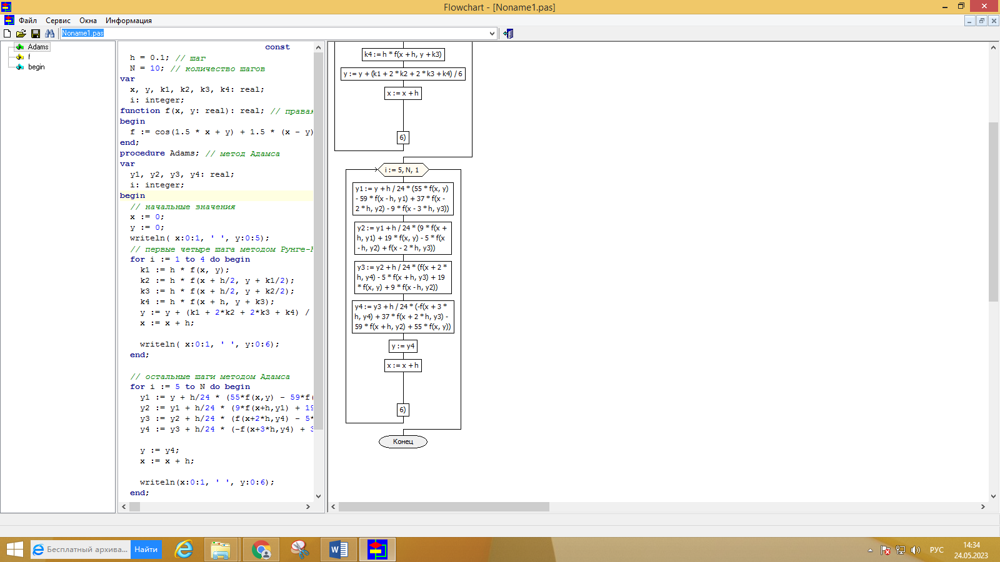 Flowchart - [Noname1.pas]
Файл Сервис Окна Информация
Noname1.pas
Adams
f
begin
const
h = 0.1; // шаг
N = 10; // количество шагов
var
x, y, k1, k2, k3, k4: real;
i: integer;
function f(x, y: real): real; // правая
begin
f := cos(1.5 * x + y) + 1.5 * (x - y)
end;
procedure Adams; // метод Адамса
var
y1, y2, y3, y4: real;
i: integer;
begin
// начальные значения
x := 0;
y := 0;
writeln( x:0:1, ' ', y:0:5);
// первые четыре шага методом Рунге-К
for i := 1 to 4 do begin
k1 := h * f(x, y);
k2 := h * f(x + h/2, y + k1/2);
k3 := h * f(x + h/2, y + k2/2);
k4 := h * f(x + h, y + k3);
y := y + (k1 + 2*k2 + 2*k3 + k4) /
x := x + h;
writeln( x:0:1, ' ', y:0:6);
end;
// остальные шаги методом Адамса
for i := 5 to N do begin
y1 := y + h/24 * (55*f(x,y) - 59*f(
y2 := y1 + h/24 * (9*f(x+h,y1) + 19
y3 := y2 + h/24 * (f(x+2*h,y4) - 5*
y4 := y3 + h/24 * (-f(x+3*h,y4) + 3
y := y4;
x := x + h;
writeln(x:0:1, ' ', y:0:6);
end;
k4 := h * f(x + h, y + k3)
y := y + (k1 + 2 * k2 + 2 * k3 + k4) / 6
x := x + h
6)
i := 5, N, 1
y1 := y + h / 24 * (55 * f(x, y)
- 59 * f(x - h, y1) + 37 * f(x -
2 * h, y2) - 9 * f(x - 3 * h, y3))
y2 := y1 + h / 24 * (9 * f(x +
h, y1) + 19 * f(x, y) - 5 * f(x
- h, y2) + f(x - 2 * h, y3))
y3 := y2 + h / 24 * (f(x + 2 *
h, y4) - 5 * f(x + h, y3) + 19
* f(x, y) + 9 * f(x - h, y2))
y4 := y3 + h / 24 * (-f(x + 3 *
h, y4) + 37 * f(x + 2 * h, y3) -
59 * f(x + h, y2) + 55 * f(x, y))
y := y4
x := x + h
6)
Конец
Бесплатный архива... Найти
РУС
14:34
24.05.2023